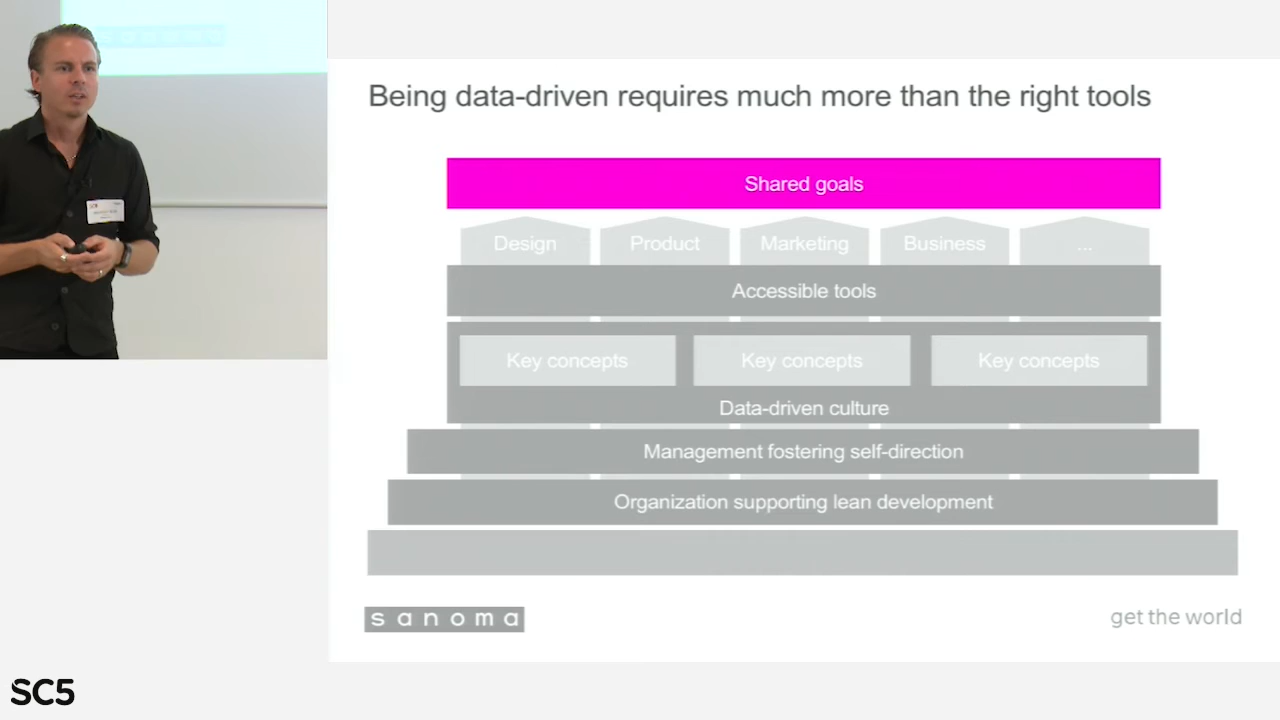 Being data-driven requires much more than the right tools
Shared goals
Design
Product
Marketing
Business
...
Accessible tools
Key concepts
Key concepts
Key concepts
Data-driven culture
Management fostering self-direction
Organization supporting lean development
sanoma
get the world
SC5